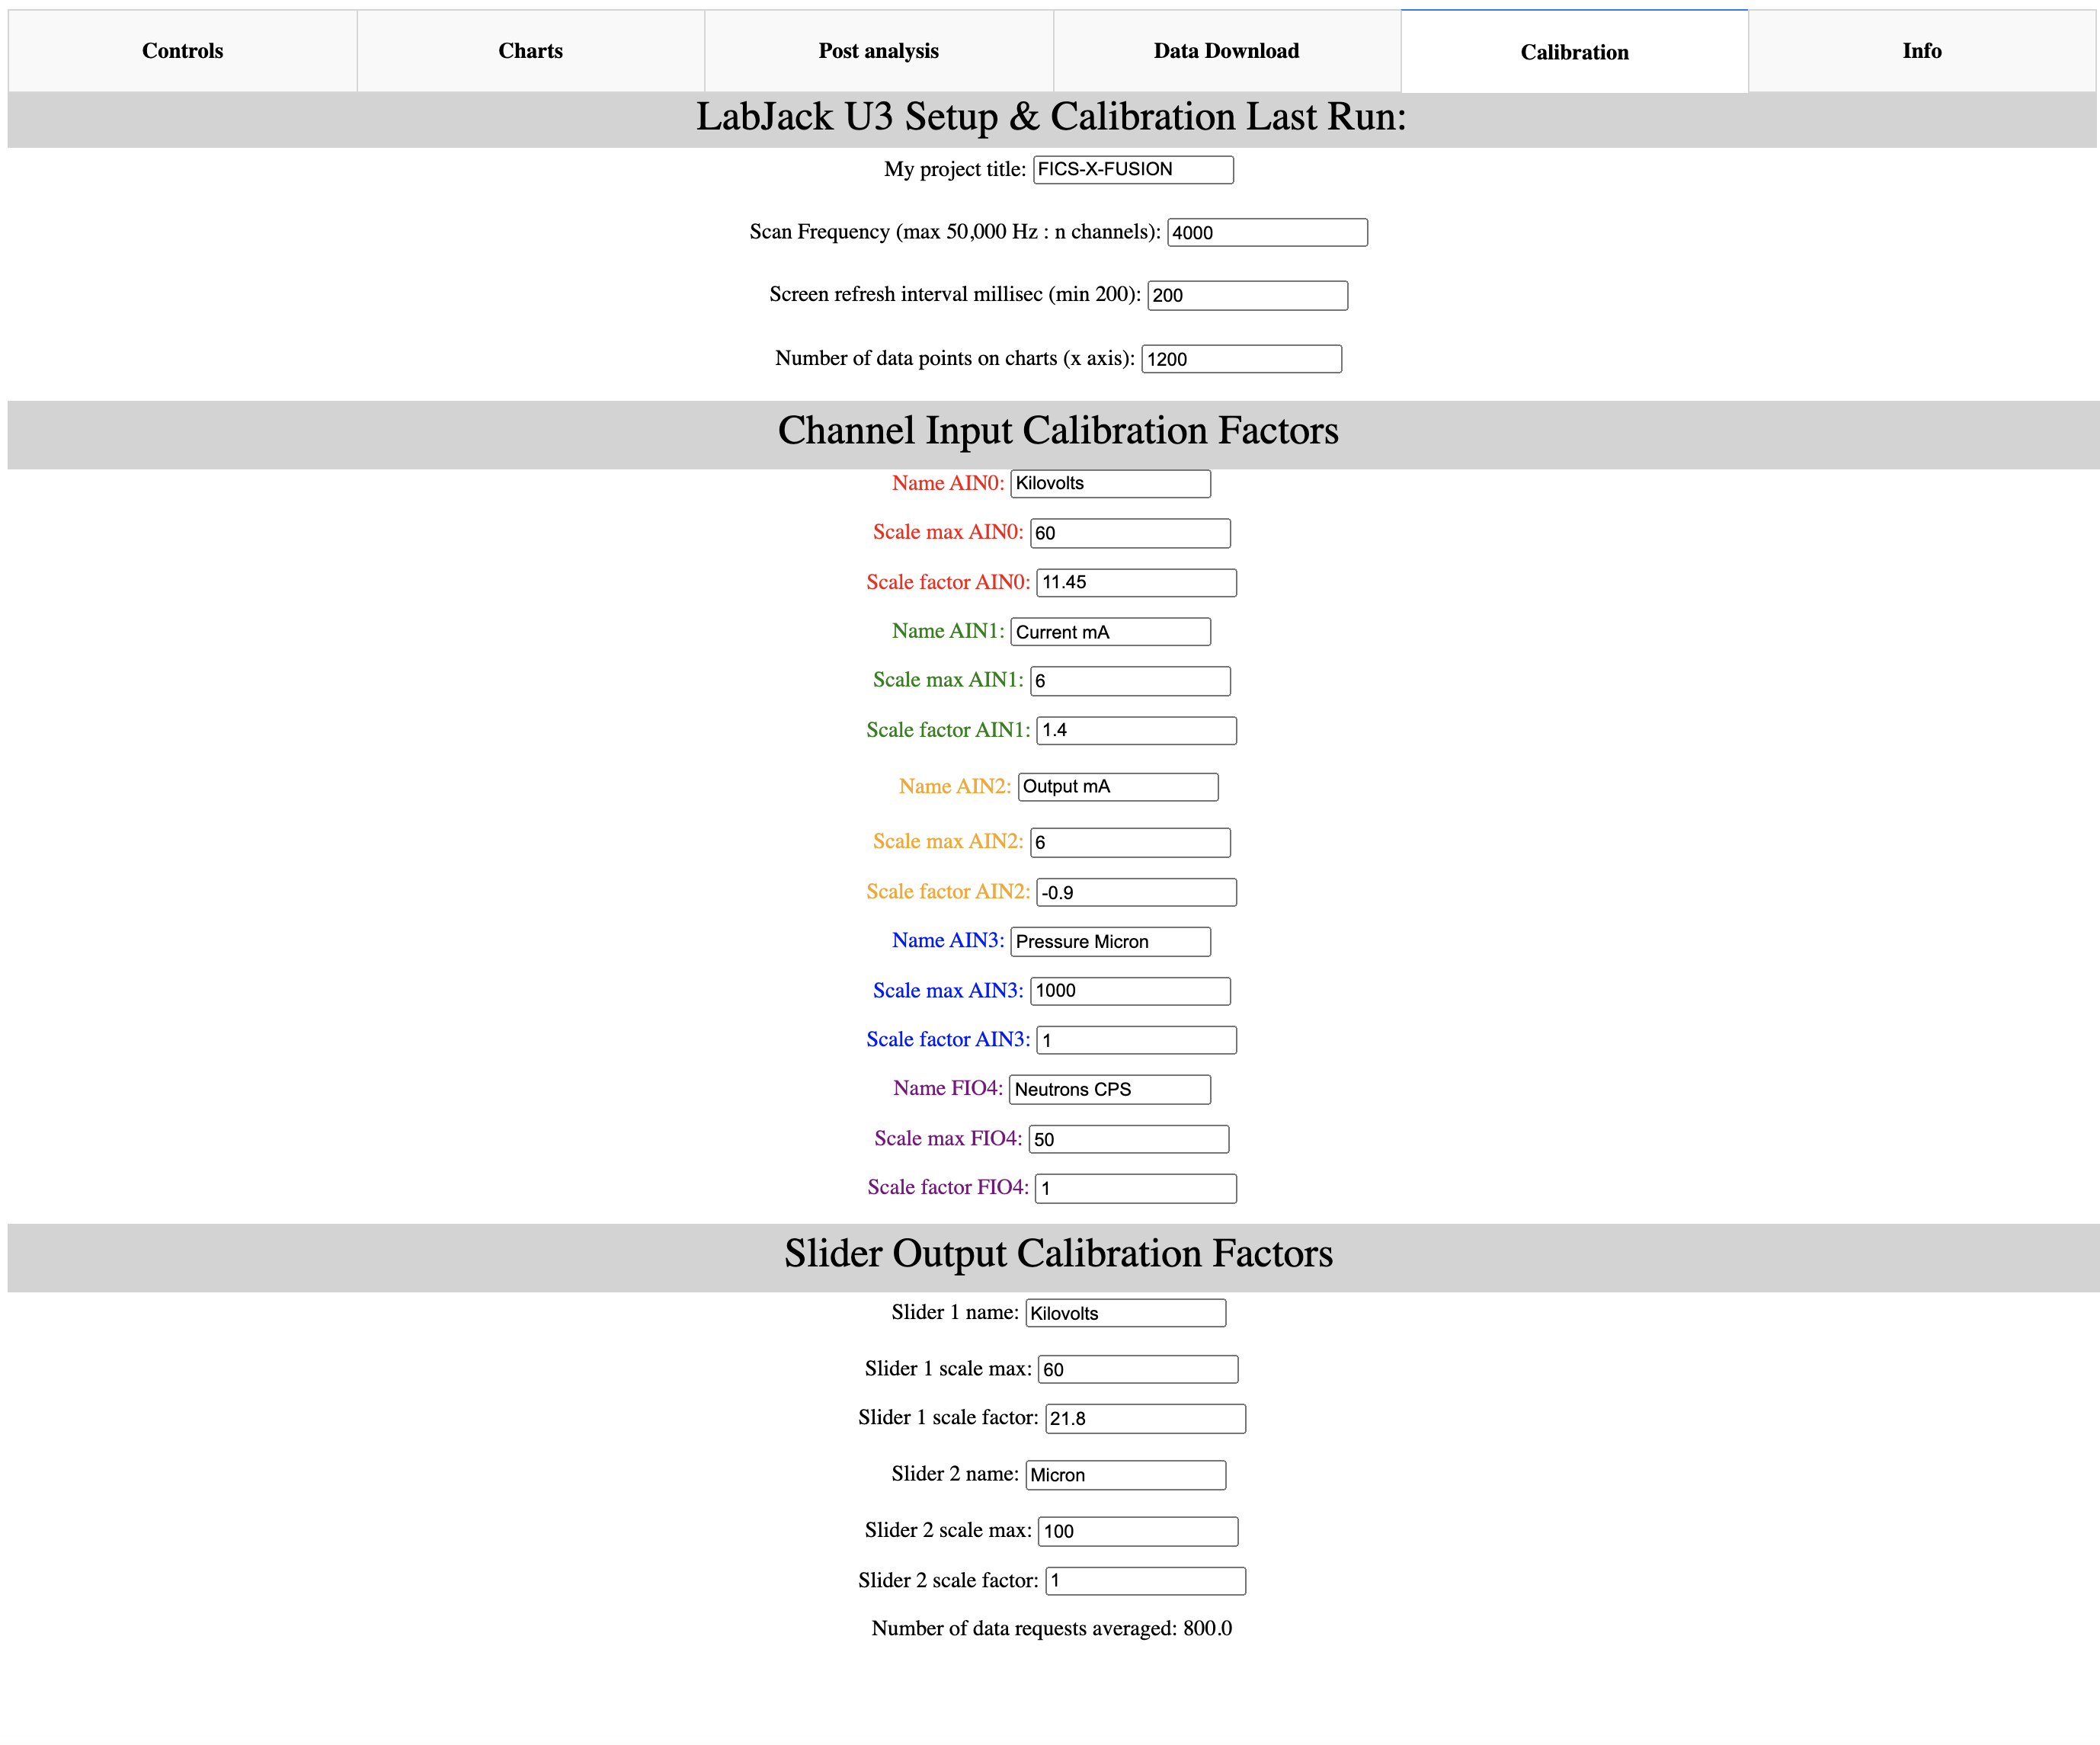 Controls Charts Post analysis Data Download Calibration Info
LabJack U3 Setup & Calibration Last Run:
My project title: FICS-X-FUSION
Scan Frequency (max 50,000 Hz : n channels): 4000
Screen refresh interval millisec (min 200): 200
Number of data points on charts (x axis): 1200
Channel Input Calibration Factors
Name AIN0: Kilovolts
Scale max AIN0: 60
Scale factor AIN0: 11.45
Name AIN1: Current mA
Scale max AIN1: 6
Scale factor AIN1: 1.4
Name AIN2: Output mA
Scale max AIN2: 6
Scale factor AIN2: -0.9
Name AIN3: Pressure Micron
Scale max AIN3: 1000
Scale factor AIN3: 1
Name FIO4: Neutrons CPS
Scale max FIO4: 50
Scale factor FIO4: 1
Slider Output Calibration Factors
Slider 1 name: Kilovolts
Slider 1 scale max: 60
Slider 1 scale factor: 21.8
Slider 2 name: Micron
Slider 2 scale max: 100
Slider 2 scale factor: 1
Number of data requests averaged: 800.0